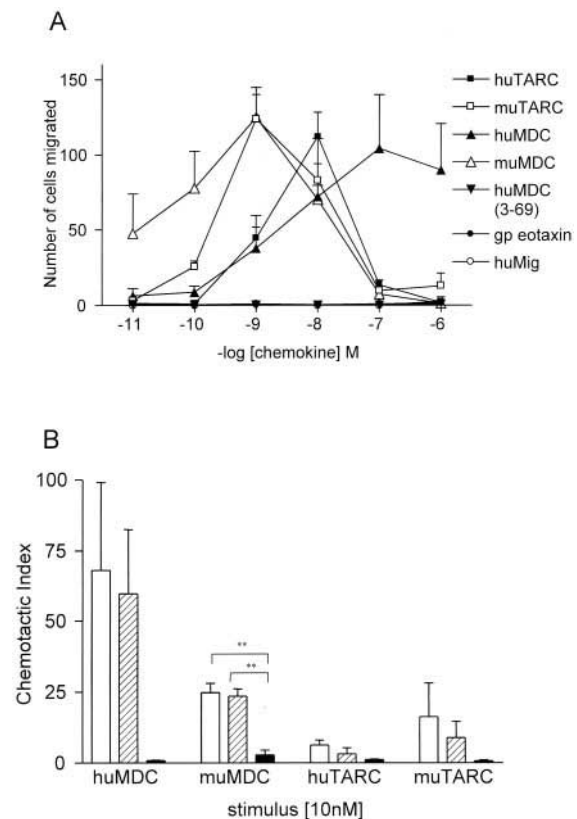 A
Number of cells migrated
150
100
50
0
-11 -10 -9 -8 -7 -6
-log [chemokine] M
huTARC
muTARC
huMDC
muMDC
huMDC
(3-69)
gp eotaxin
huMig
B
Chemotactic Index
100
75
50
25
0
**
**
huMDC muMDC huTARC muTARC
stimulus [10nM]